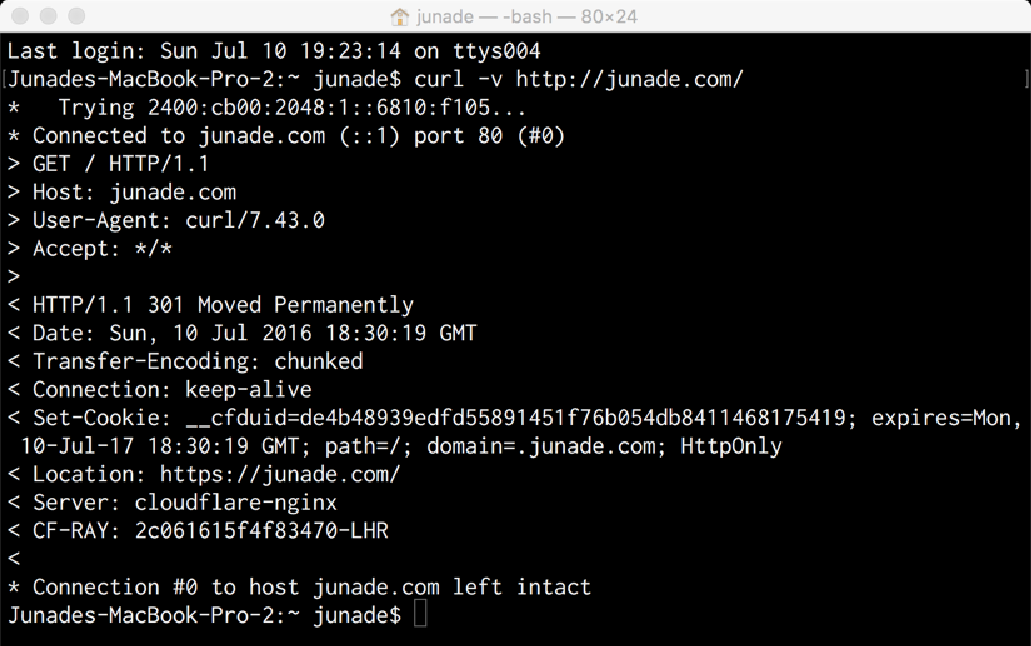 junade — -bash — 80×24
Last login: Sun Jul 10 19:23:14 on ttys004
[Junades-MacBook-Pro-2:~ junade$ curl -v http://junade.com/ ]
*   Trying 2400:cb00:2048:1::6810:f105...
* Connected to junade.com (::1) port 80 (#0)
> GET / HTTP/1.1
> Host: junade.com
> User-Agent: curl/7.43.0
> Accept: */*
>
< HTTP/1.1 301 Moved Permanently
< Date: Sun, 10 Jul 2016 18:30:19 GMT
< Transfer-Encoding: chunked
< Connection: keep-alive
< Set-Cookie: __cfduid=de4b48939edfd55891451f76b054db8411468175419; expires=Mon,
 10-Jul-17 18:30:19 GMT; path=/; domain=.junade.com; HttpOnly
< Location: https://junade.com/
< Server: cloudflare-nginx
< CF-RAY: 2c061615f4f83470-LHR
<
* Connection #0 to host junade.com left intact
Junades-MacBook-Pro-2:~ junade$